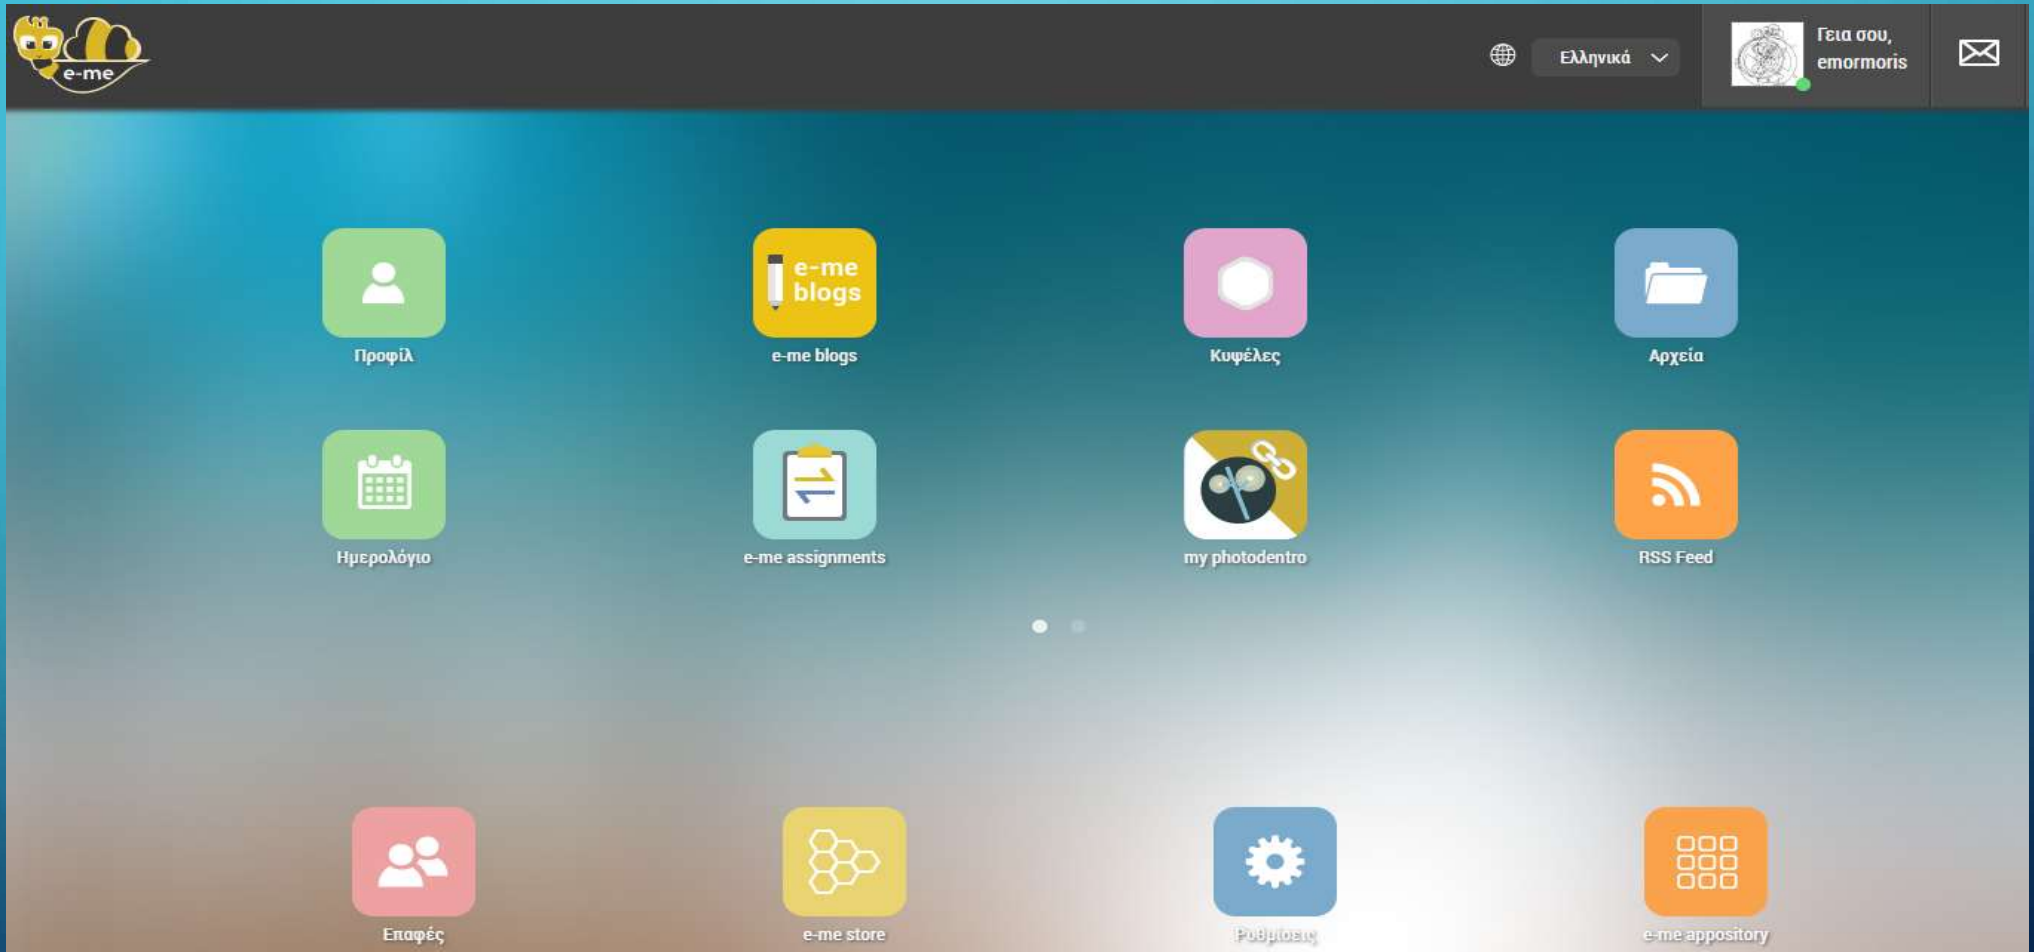 e-me
Ελληνικά
Γεια σου,
emormoris
e-me
blogs
Προφίλ
e-me blogs
Κυψέλες
Αρχεία
Ημερολόγιο
e-me assignments
my photodentro
RSS Feed
Επαφές
e-me store
Ρυθμίσεις
e-me appository